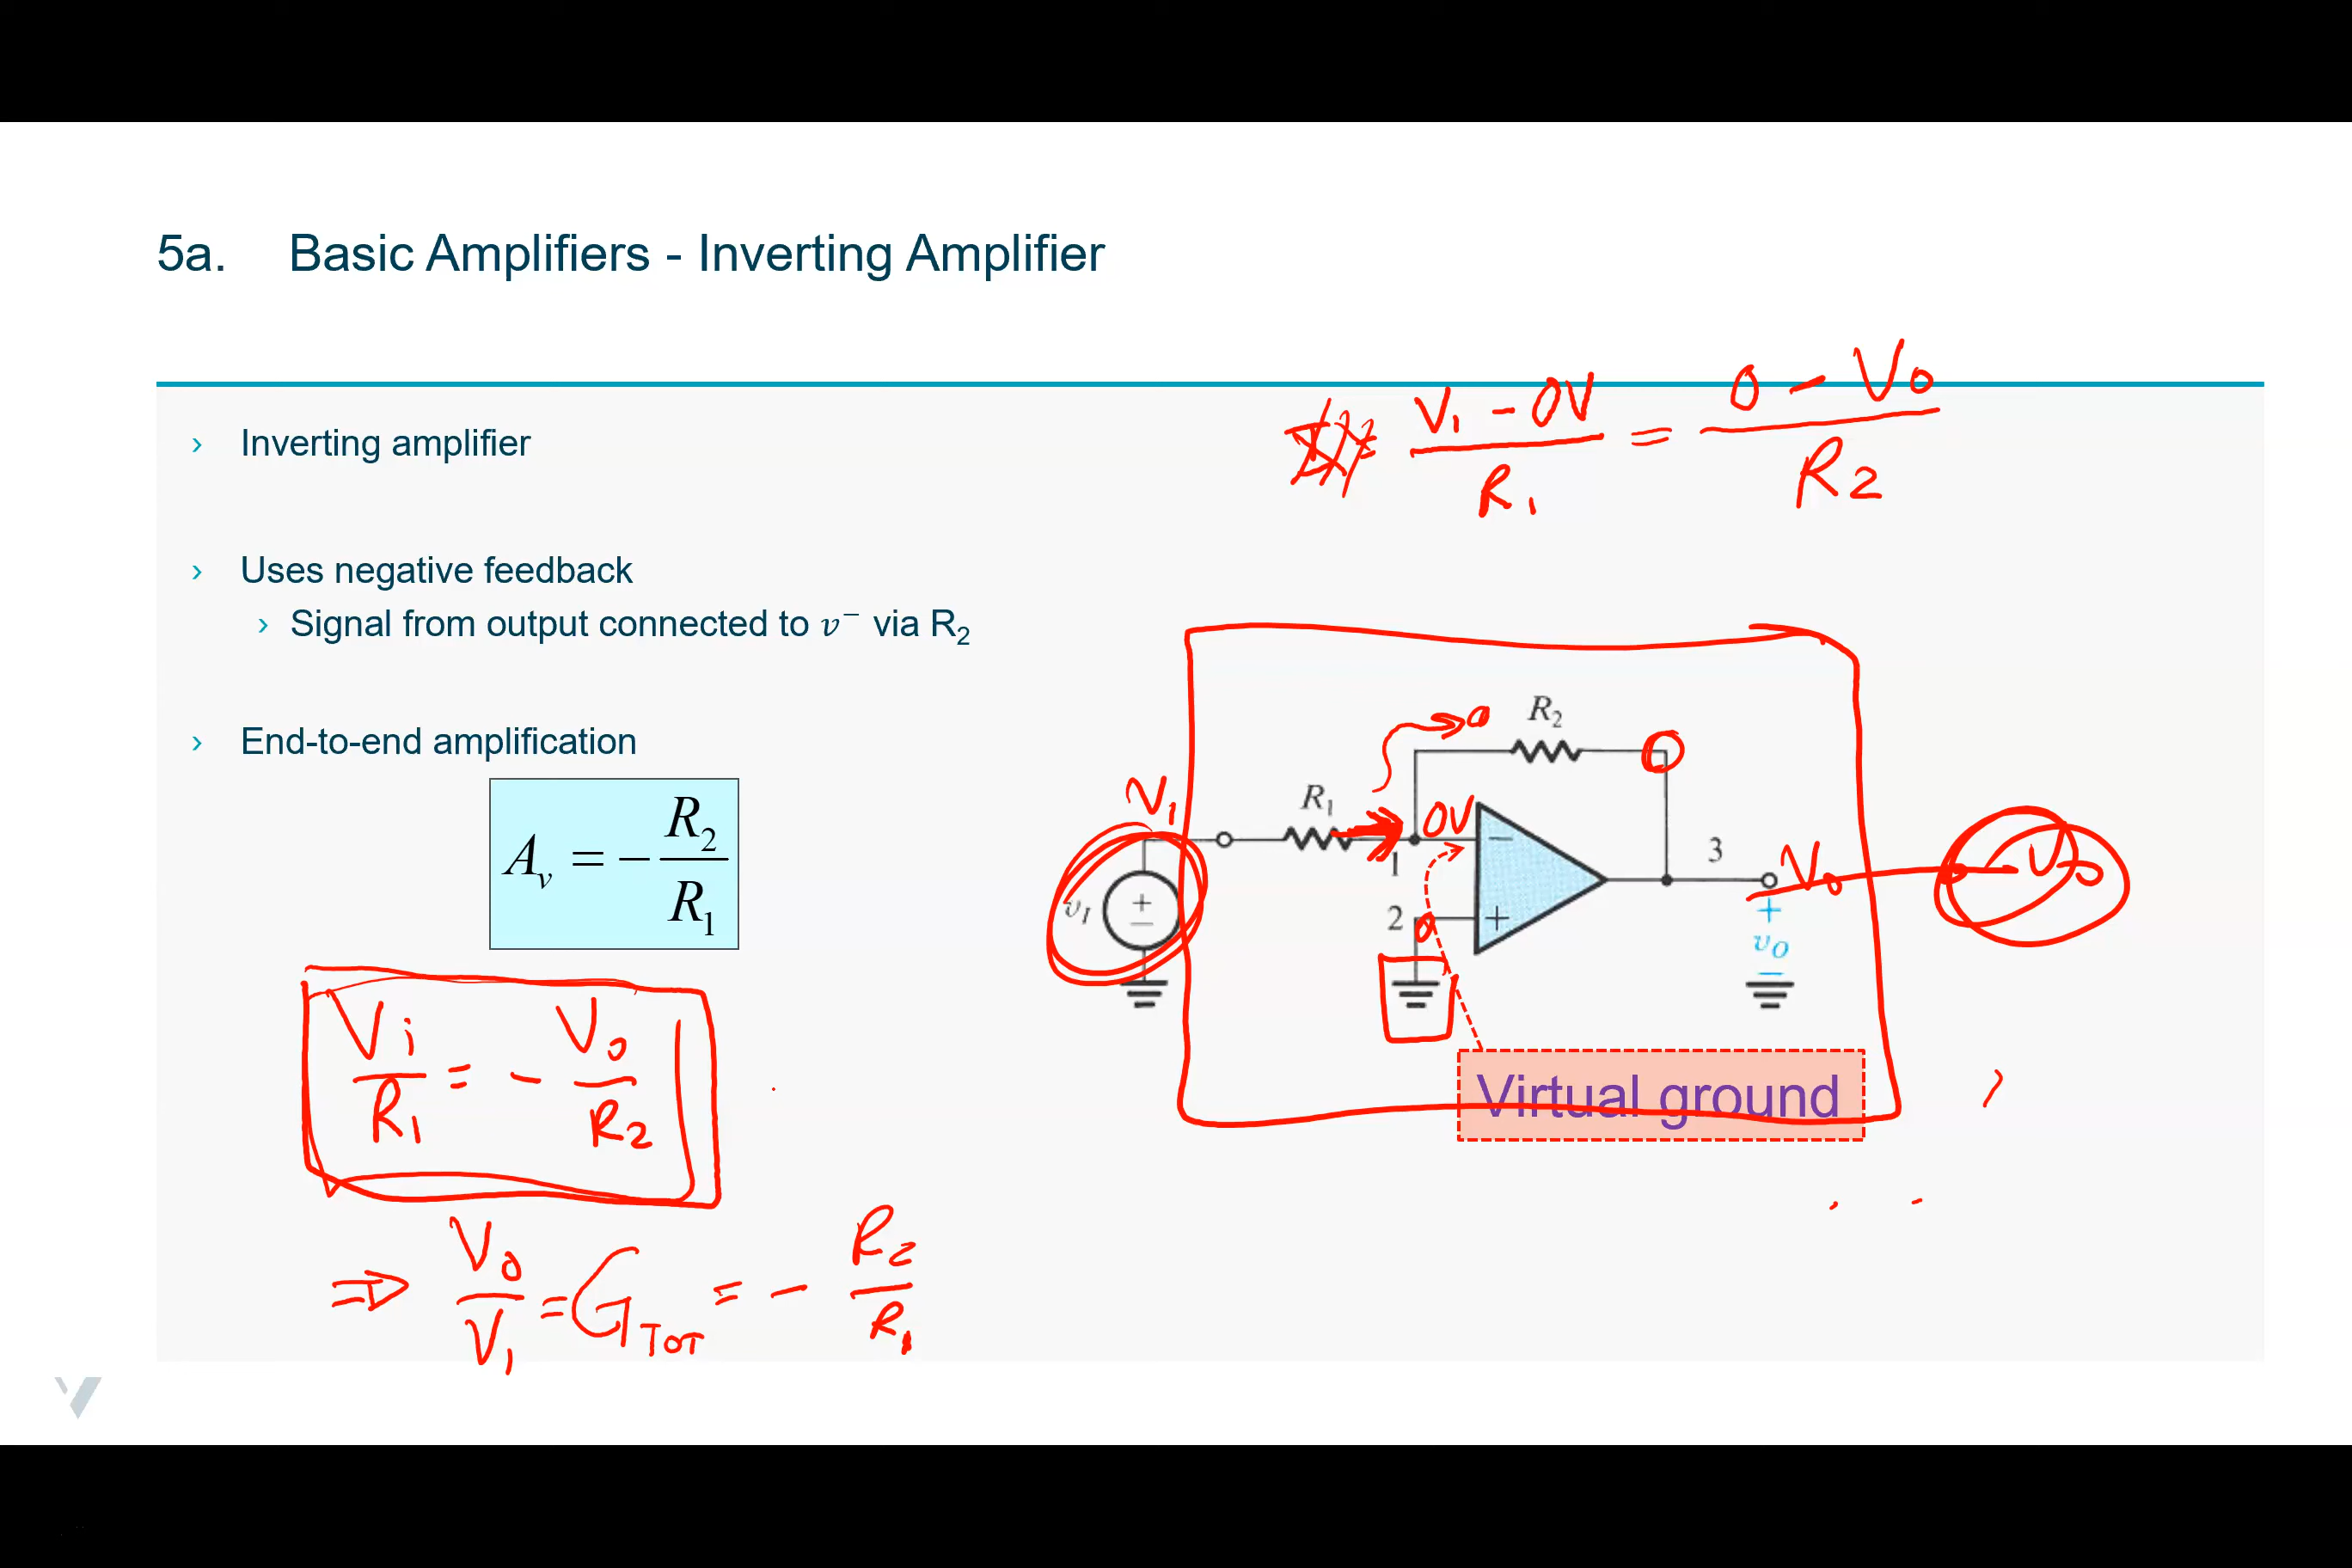 5a. Basic Amplifiers - Inverting Amplifier
V₁ - 0V / R₁ = 0 - V₀ / R₂
› Inverting amplifier
› Uses negative feedback
› Signal from output connected to v⁻ via R₂
› End-to-end amplification
Aᵥ = - R₂ / R₁
Vi / R₁ = - V₀ / R₂
⇒ V₀ / V₁ = G_TOT = - R₂ / R₁
R₂
V₁
R₁
0V
−
1
3
V₀
V₀
v_I
+
−
2
0
+
+
v_O
−
Virtual ground